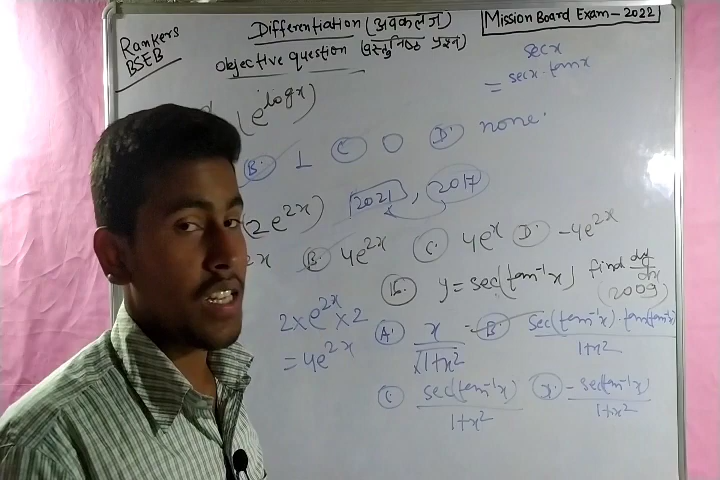 Rankers
BSEB
Differentiation (अवकलज)
Mission Board Exam - 2022
objective question (वस्तुनिष्ठ प्रश्न)
sec x
= sec x · tan x
(e^log x)
B. 1 C 0 D. none.
(2e^2x) 2021, 2017
B. 4e^2x C. 4e^x D. -4e^2x
16. y = sec(tan⁻¹x) find dy/dx
(2009)
2×e^2x×2
= 4e^2x
A. x/√1+x² B. sec(tan⁻¹x)·tan(tan⁻¹x)/1+x²
C sec(tan⁻¹x)/1+x² -sec(tan⁻¹x)/1+x²